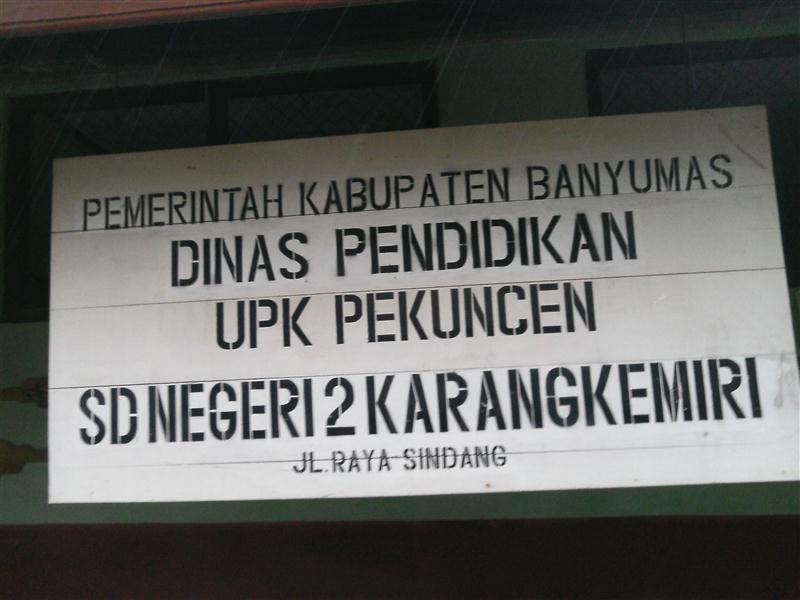 PEMERINTAH KABUPATEN BANYUMAS
DINAS PENDIDIKAN
UPK PEKUNCEN
SD NEGERI 2 KARANGKEMIRI
JL. RAYA SINDANG